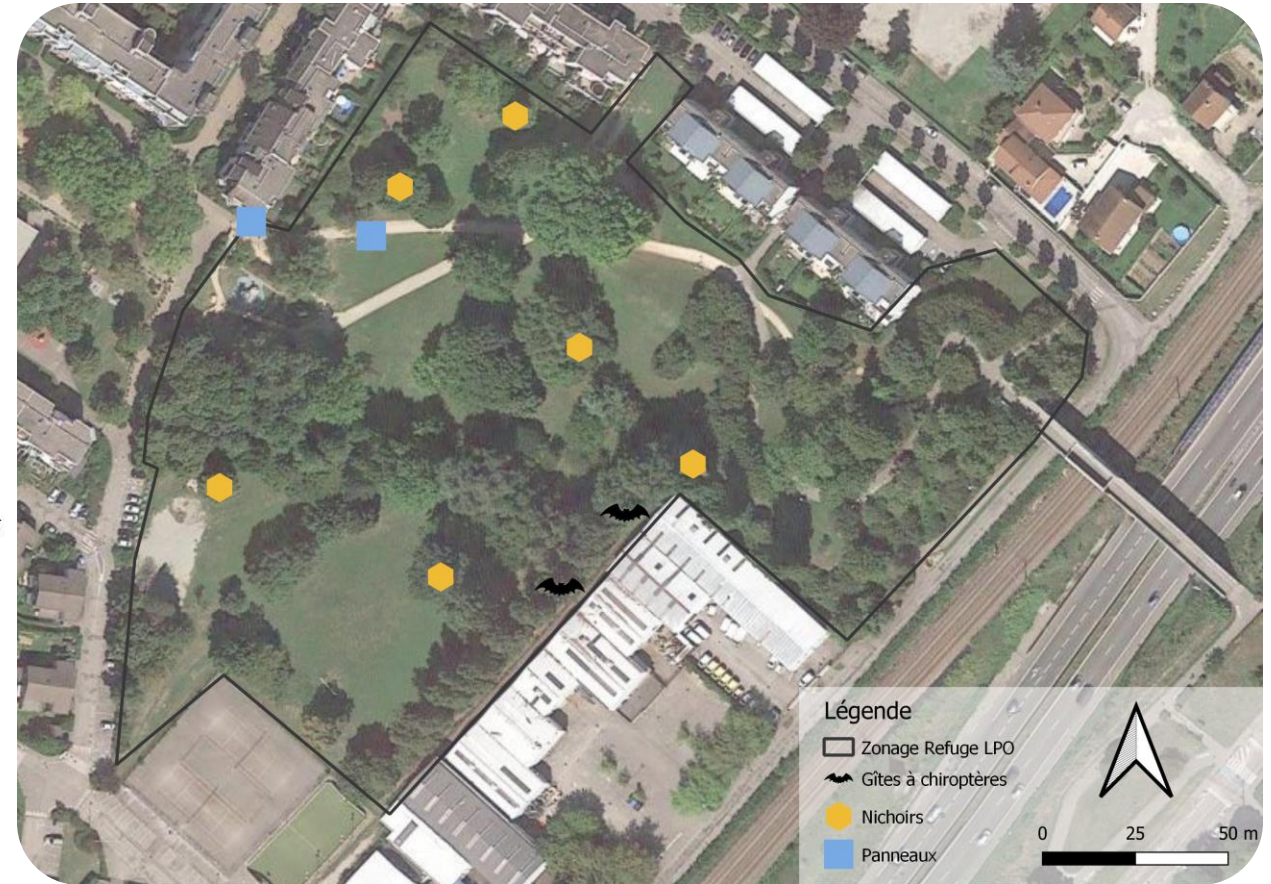 Légende
Zonage Refuge LPO
Gîtes à chiroptères
Nichoirs
Panneaux
0 25 50 m